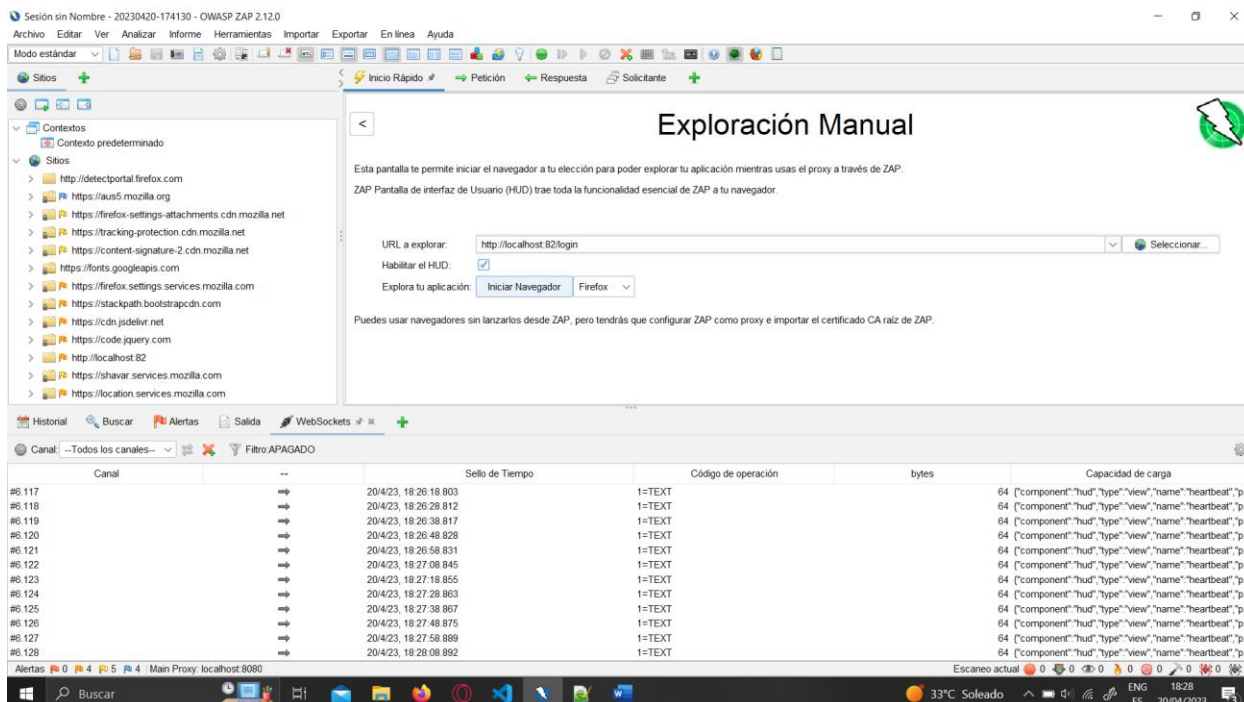 Sesión sin Nombre - 20230420-174130 - OWASP ZAP 2.12.0
Archivo Editar Ver Analizar Informe Herramientas Importar Exportar En línea Ayuda
Modo estándar
Sitios
Inicio Rápido Petición Respuesta Solicitante
Contextos
Contexto predeterminado
Sitios
http://detectportal.firefox.com
https://aus5.mozilla.org
https://firefox-settings-attachments.cdn.mozilla.net
https://tracking-protection.cdn.mozilla.net
https://content-signature-2.cdn.mozilla.net
https://fonts.googleapis.com
https://firefox.settings.services.mozilla.com
https://stackpath.bootstrapcdn.com
https://cdn.jsdelivr.net
https://code.jquery.com
http://localhost:82
https://shavar.services.mozilla.com
https://location.services.mozilla.com
<
Exploración Manual
Esta pantalla te permite iniciar el navegador a tu elección para poder explorar tu aplicación mientras usas el proxy a través de ZAP.
ZAP Pantalla de interfaz de Usuario (HUD) trae toda la funcionalidad esencial de ZAP a tu navegador.
URL a explorar: http://localhost:82/login Seleccionar...
Habilitar el HUD:
Explora tu aplicación: Iniciar Navegador Firefox
Puedes usar navegadores sin lanzarlos desde ZAP, pero tendrás que configurar ZAP como proxy e importar el certificado CA raíz de ZAP.
Historial Buscar Alertas Salida WebSockets
Canal: --Todos los canales-- Filtro:APAGADO
Canal -- Sello de Tiempo Código de operación bytes Capacidad de carga
#6.117 20/4/23, 18:26:18.803 1=TEXT 64 {"component":"hud","type":"view","name":"heartbeat","p
#6.118 20/4/23, 18:26:28.812 1=TEXT 64 {"component":"hud","type":"view","name":"heartbeat","p
#6.119 20/4/23, 18:26:38.817 1=TEXT 64 {"component":"hud","type":"view","name":"heartbeat","p
#6.120 20/4/23, 18:26:48.828 1=TEXT 64 {"component":"hud","type":"view","name":"heartbeat","p
#6.121 20/4/23, 18:26:58.831 1=TEXT 64 {"component":"hud","type":"view","name":"heartbeat","p
#6.122 20/4/23, 18:27:08.845 1=TEXT 64 {"component":"hud","type":"view","name":"heartbeat","p
#6.123 20/4/23, 18:27:18.855 1=TEXT 64 {"component":"hud","type":"view","name":"heartbeat","p
#6.124 20/4/23, 18:27:28.863 1=TEXT 64 {"component":"hud","type":"view","name":"heartbeat","p
#6.125 20/4/23, 18:27:38.867 1=TEXT 64 {"component":"hud","type":"view","name":"heartbeat","p
#6.126 20/4/23, 18:27:48.875 1=TEXT 64 {"component":"hud","type":"view","name":"heartbeat","p
#6.127 20/4/23, 18:27:58.889 1=TEXT 64 {"component":"hud","type":"view","name":"heartbeat","p
#6.128 20/4/23, 18:28:08.892 1=TEXT 64 {"component":"hud","type":"view","name":"heartbeat","p
Alertas 0 4 5 4 Main Proxy: localhost:8080 Escaneo actual 0 0 0 0 0 0 0
Buscar 33°C Soleado ENG 18:28
ES 20/04/2023